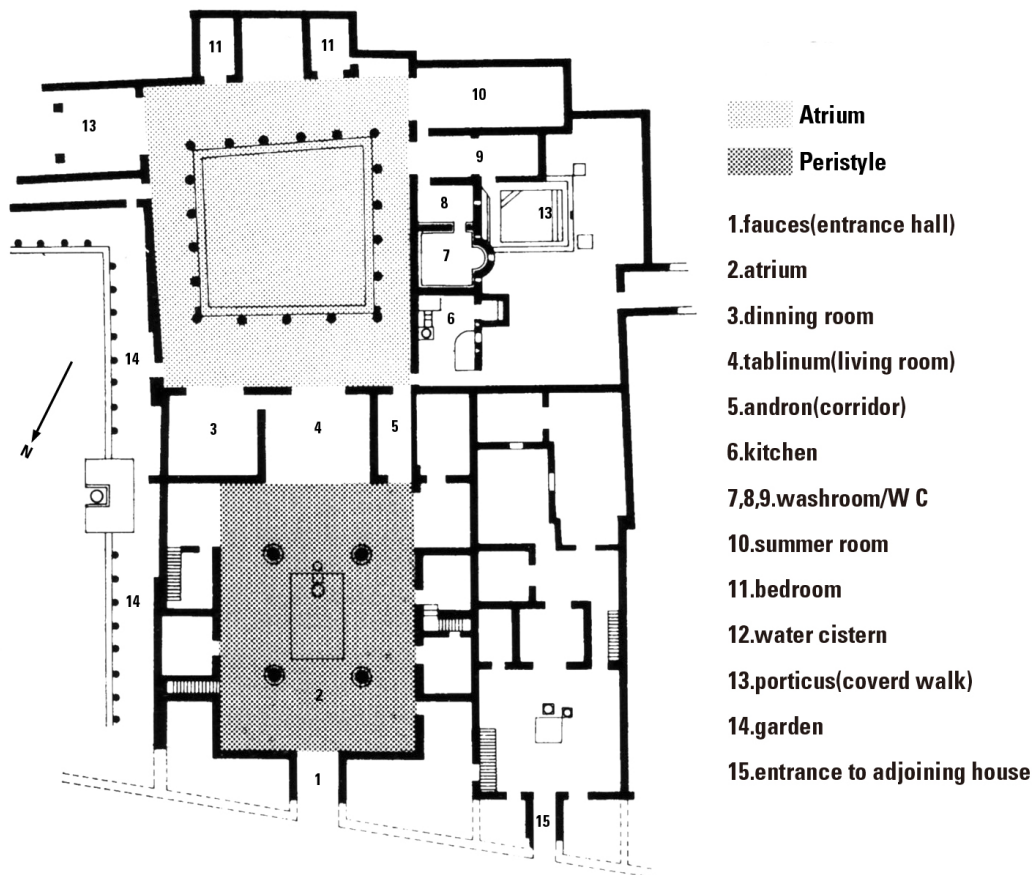 11
11
10
13
9
8
13
7
6
14
N
3
4
5
14
2
1
15
Atrium
Peristyle
1.fauces(entrance hall)
2.atrium
3.dinning room
4.tablinum(living room)
5.andron(corridor)
6.kitchen
7,8,9.washroom/W C
10.summer room
11.bedroom
12.water cistern
13.porticus(coverd walk)
14.garden
15.entrance to adjoining house